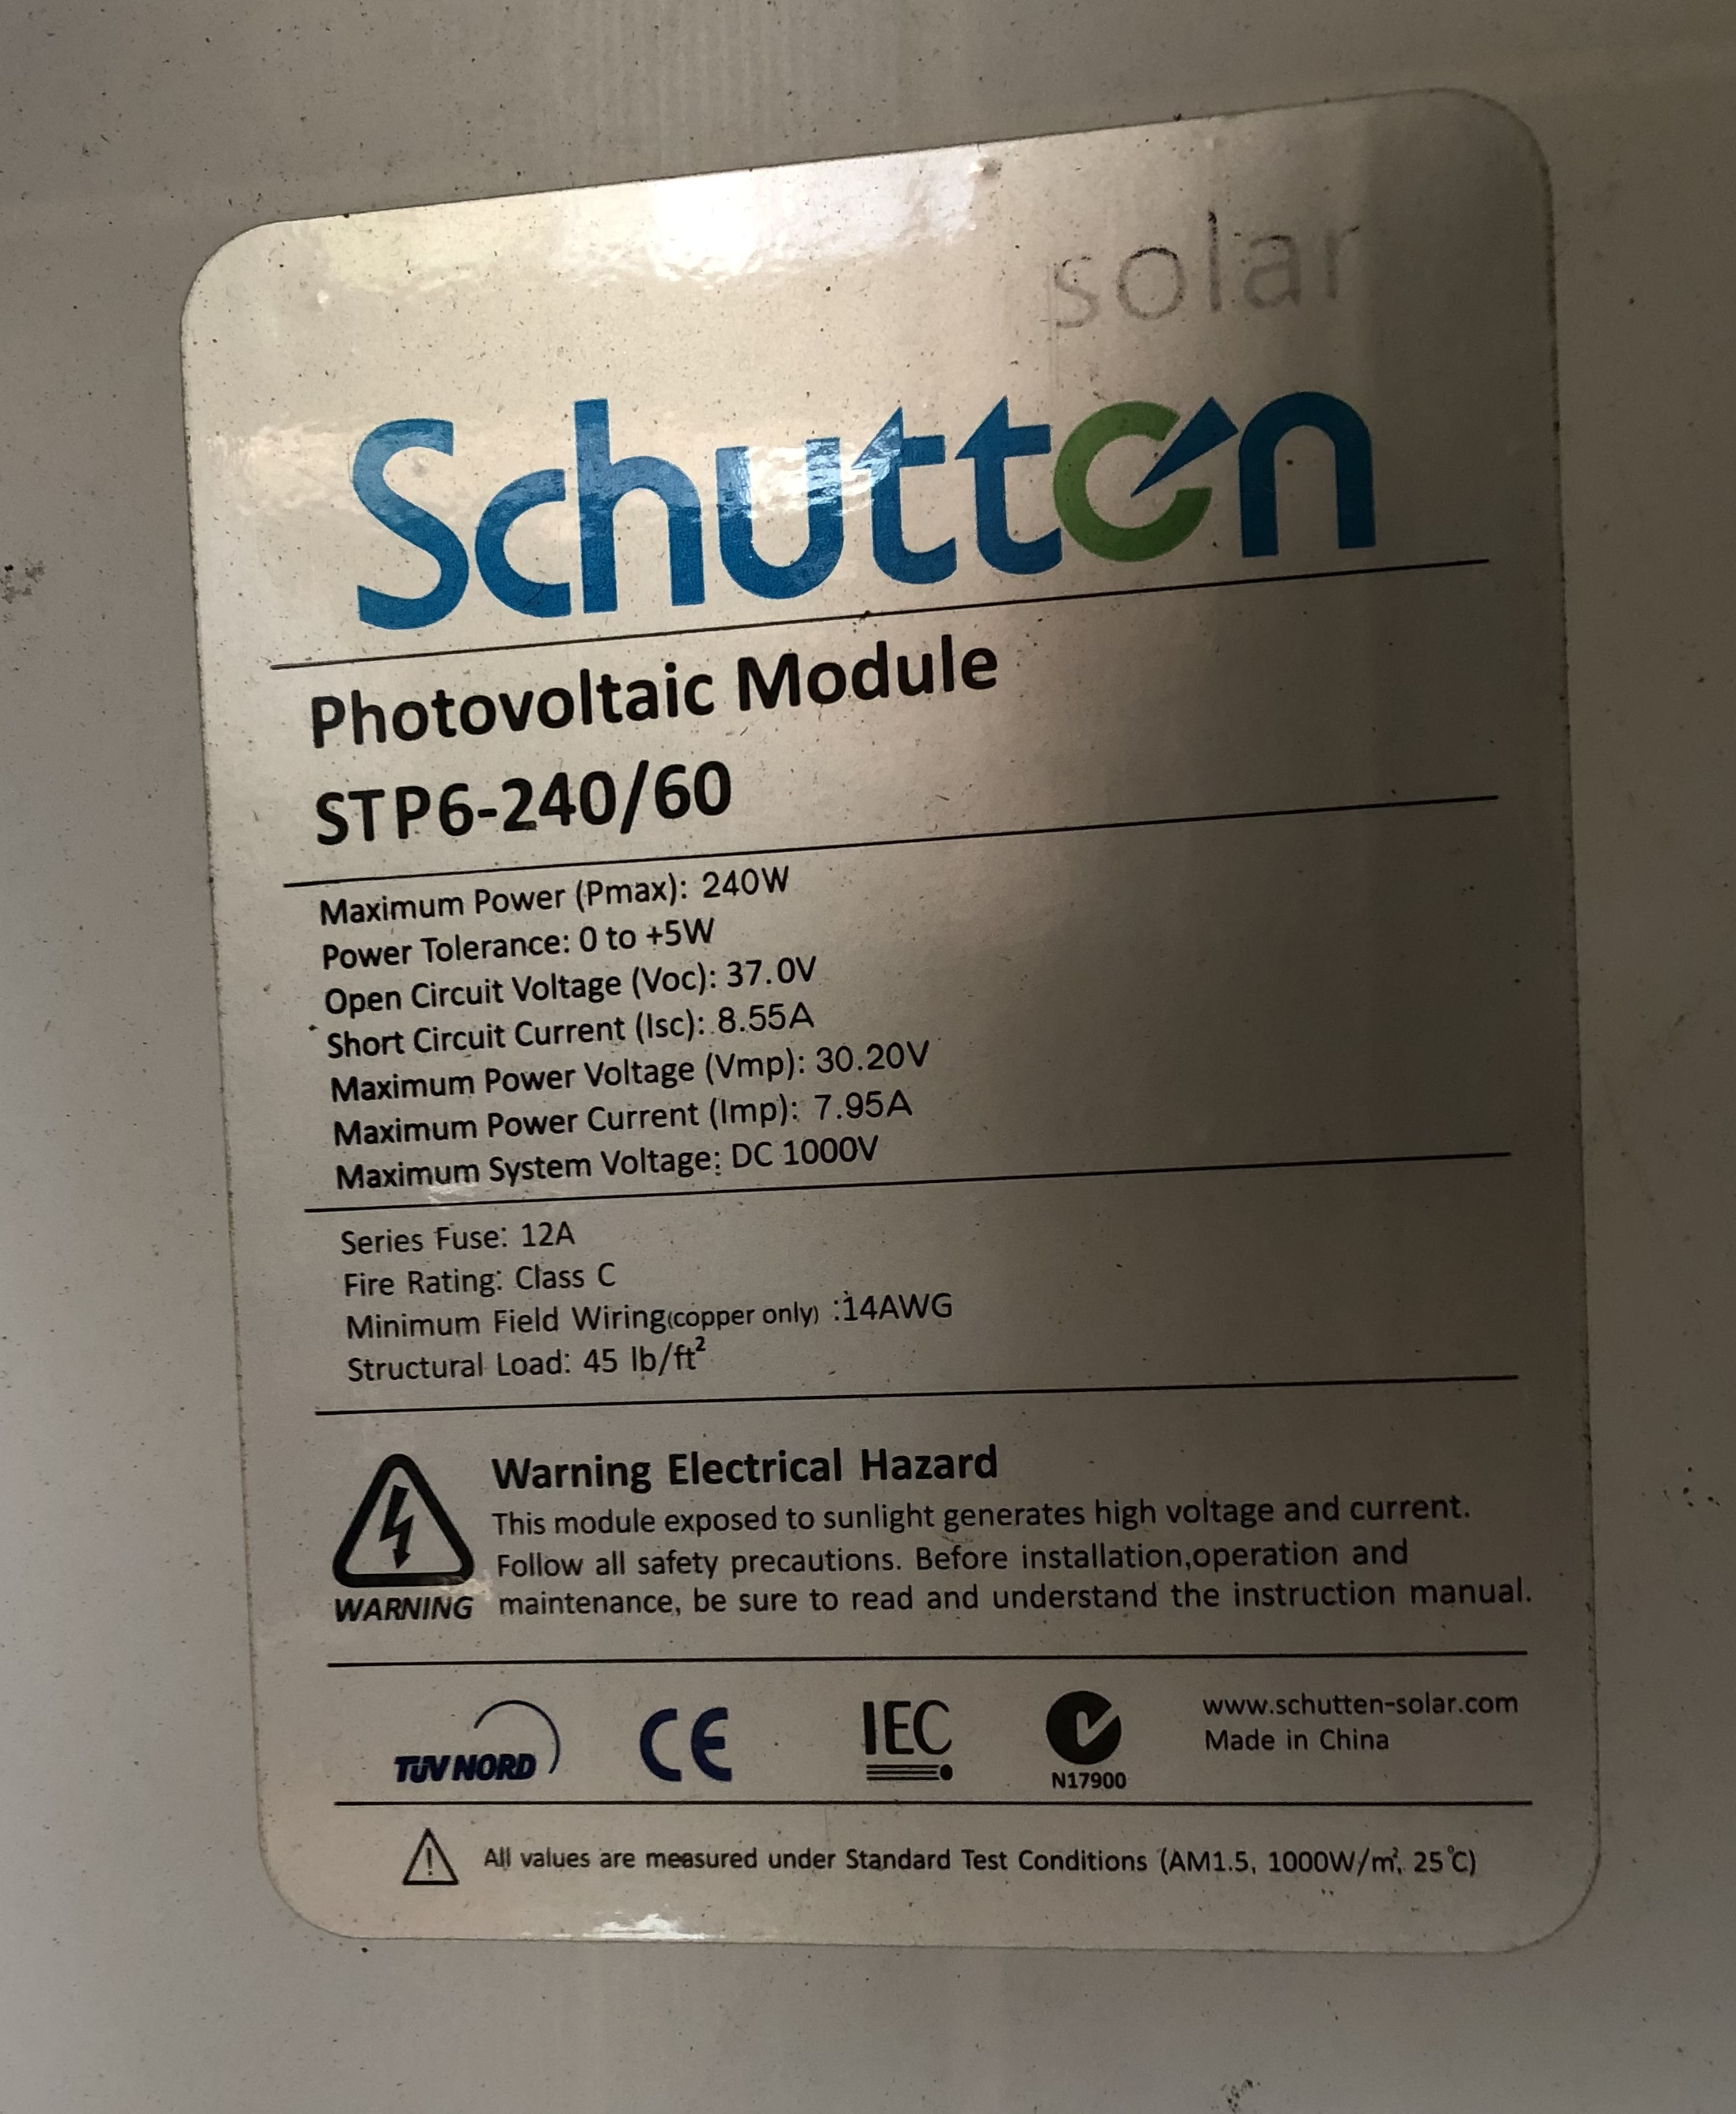 solar
Schutten
Photovoltaic Module
STP6-240/60
Maximum Power (Pmax): 240W
Power Tolerance: 0 to +5W
Open Circuit Voltage (Voc): 37.0V
Short Circuit Current (Isc): 8.55A
Maximum Power Voltage (Vmp): 30.20V
Maximum Power Current (Imp): 7.95A
Maximum System Voltage: DC 1000V
Series Fuse: 12A
Fire Rating: Class C
Minimum Field Wiring(copper only) :14AWG
Structural Load: 45 lb/ft²
Warning Electrical Hazard
This module exposed to sunlight generates high voltage and current.
Follow all safety precautions. Before installation,operation and
maintenance, be sure to read and understand the instruction manual.
WARNING
TÜV NORD
CE
IEC
N17900
www.schutten-solar.com
Made in China
All values are measured under Standard Test Conditions (AM1.5, 1000W/m², 25℃)